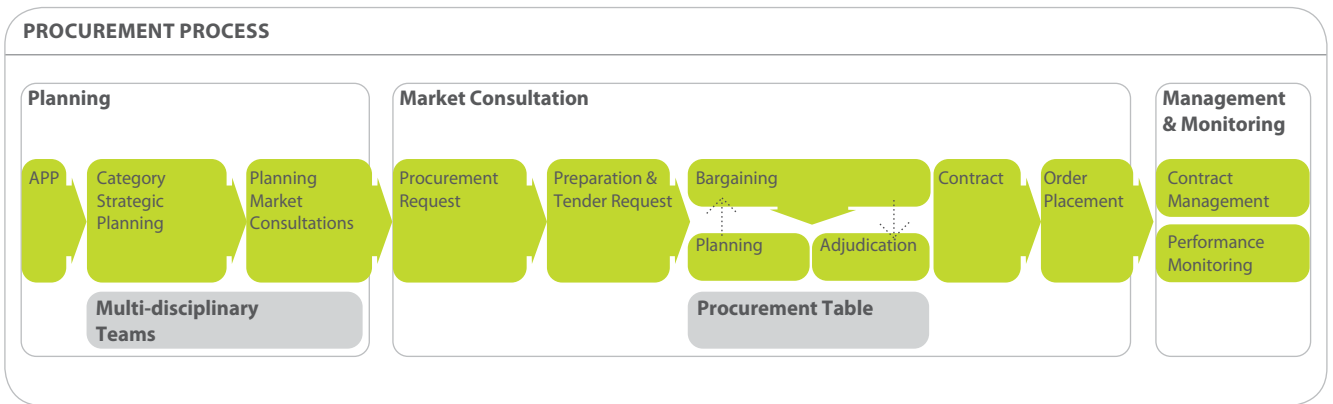 PROCUREMENT PROCESS
Planning
Market Consultation
Management
& Monitoring
APP
Category
Strategic
Planning
Planning
Market
Consultations
Procurement
Request
Preparation &
Tender Request
Bargaining
Planning
Adjudication
Contract
Order
Placement
Contract
Management
Performance
Monitoring
Multi-disciplinary
Teams
Procurement Table